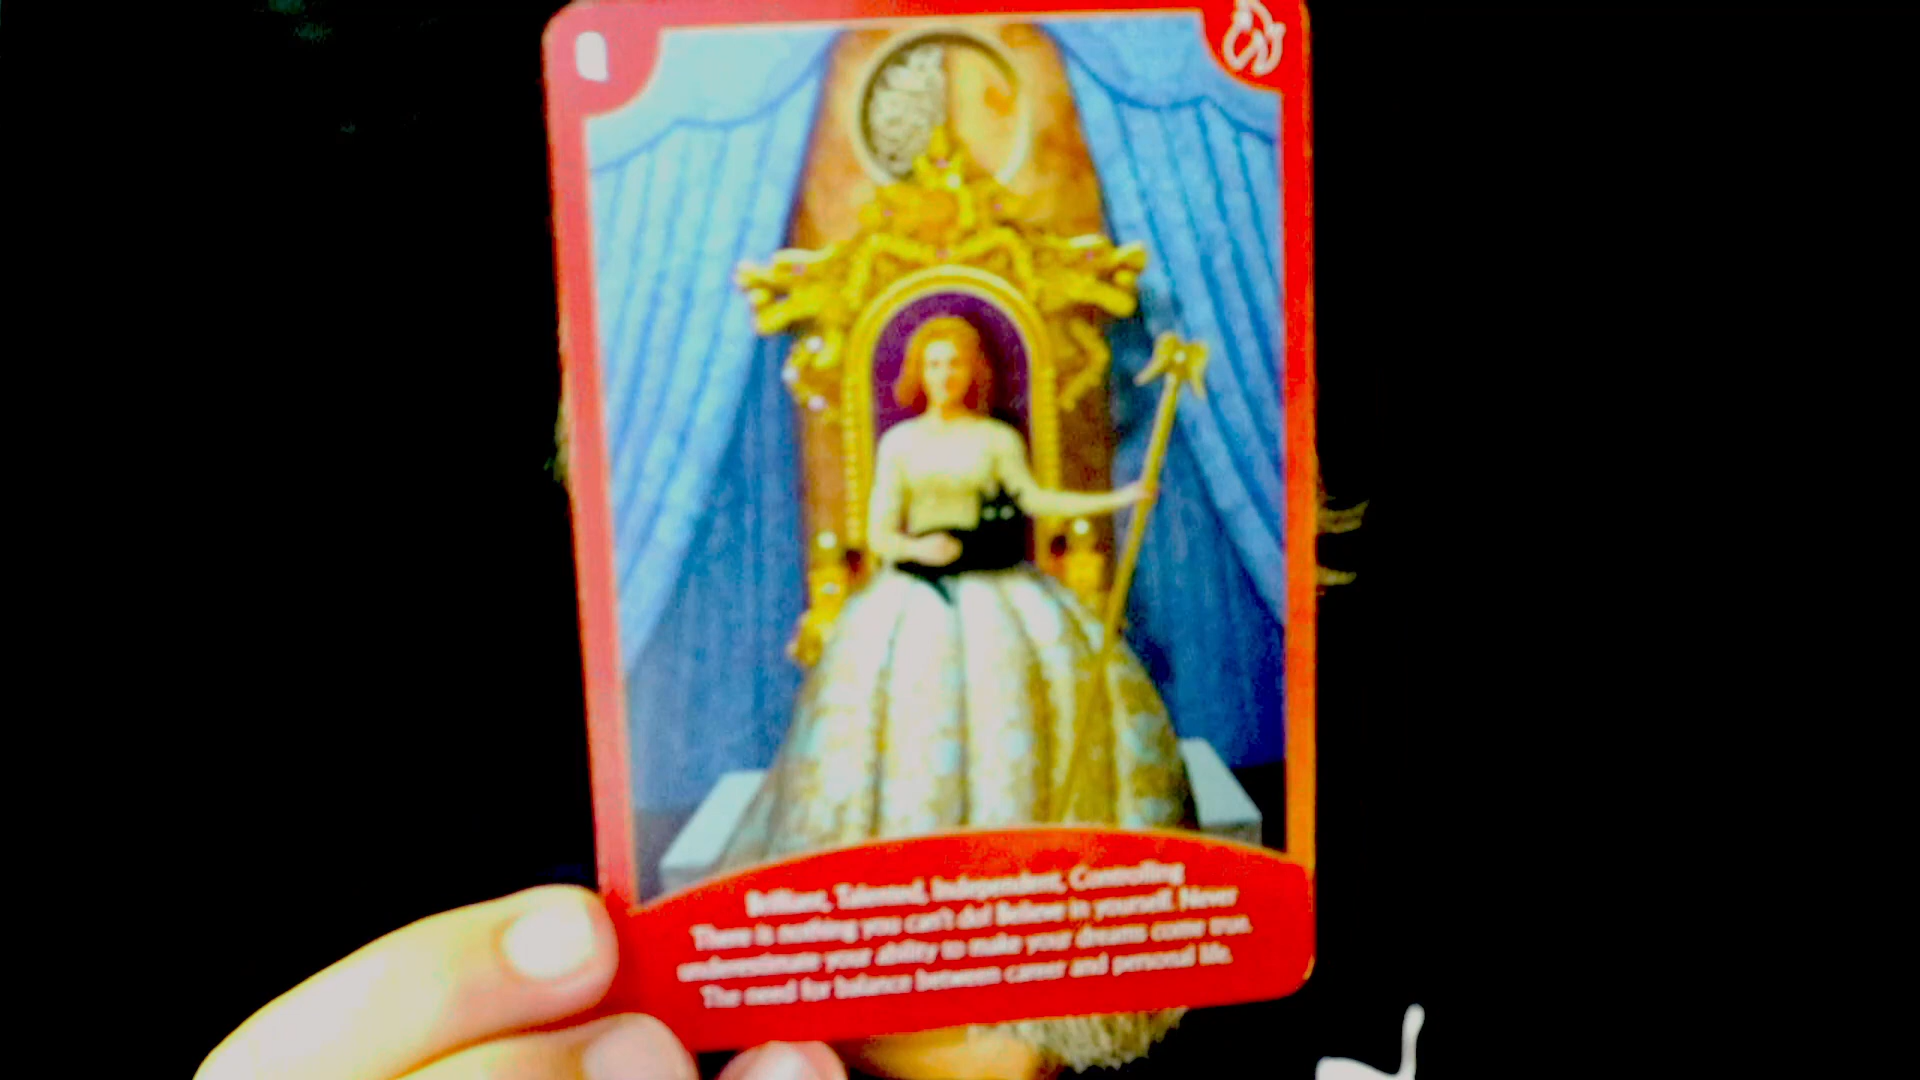 Brilliant, Talented, Independent, Controlling
There is nothing you can't do! Believe in yourself. Never
underestimate your ability to make your dreams come true.
The need for balance between career and personal life.